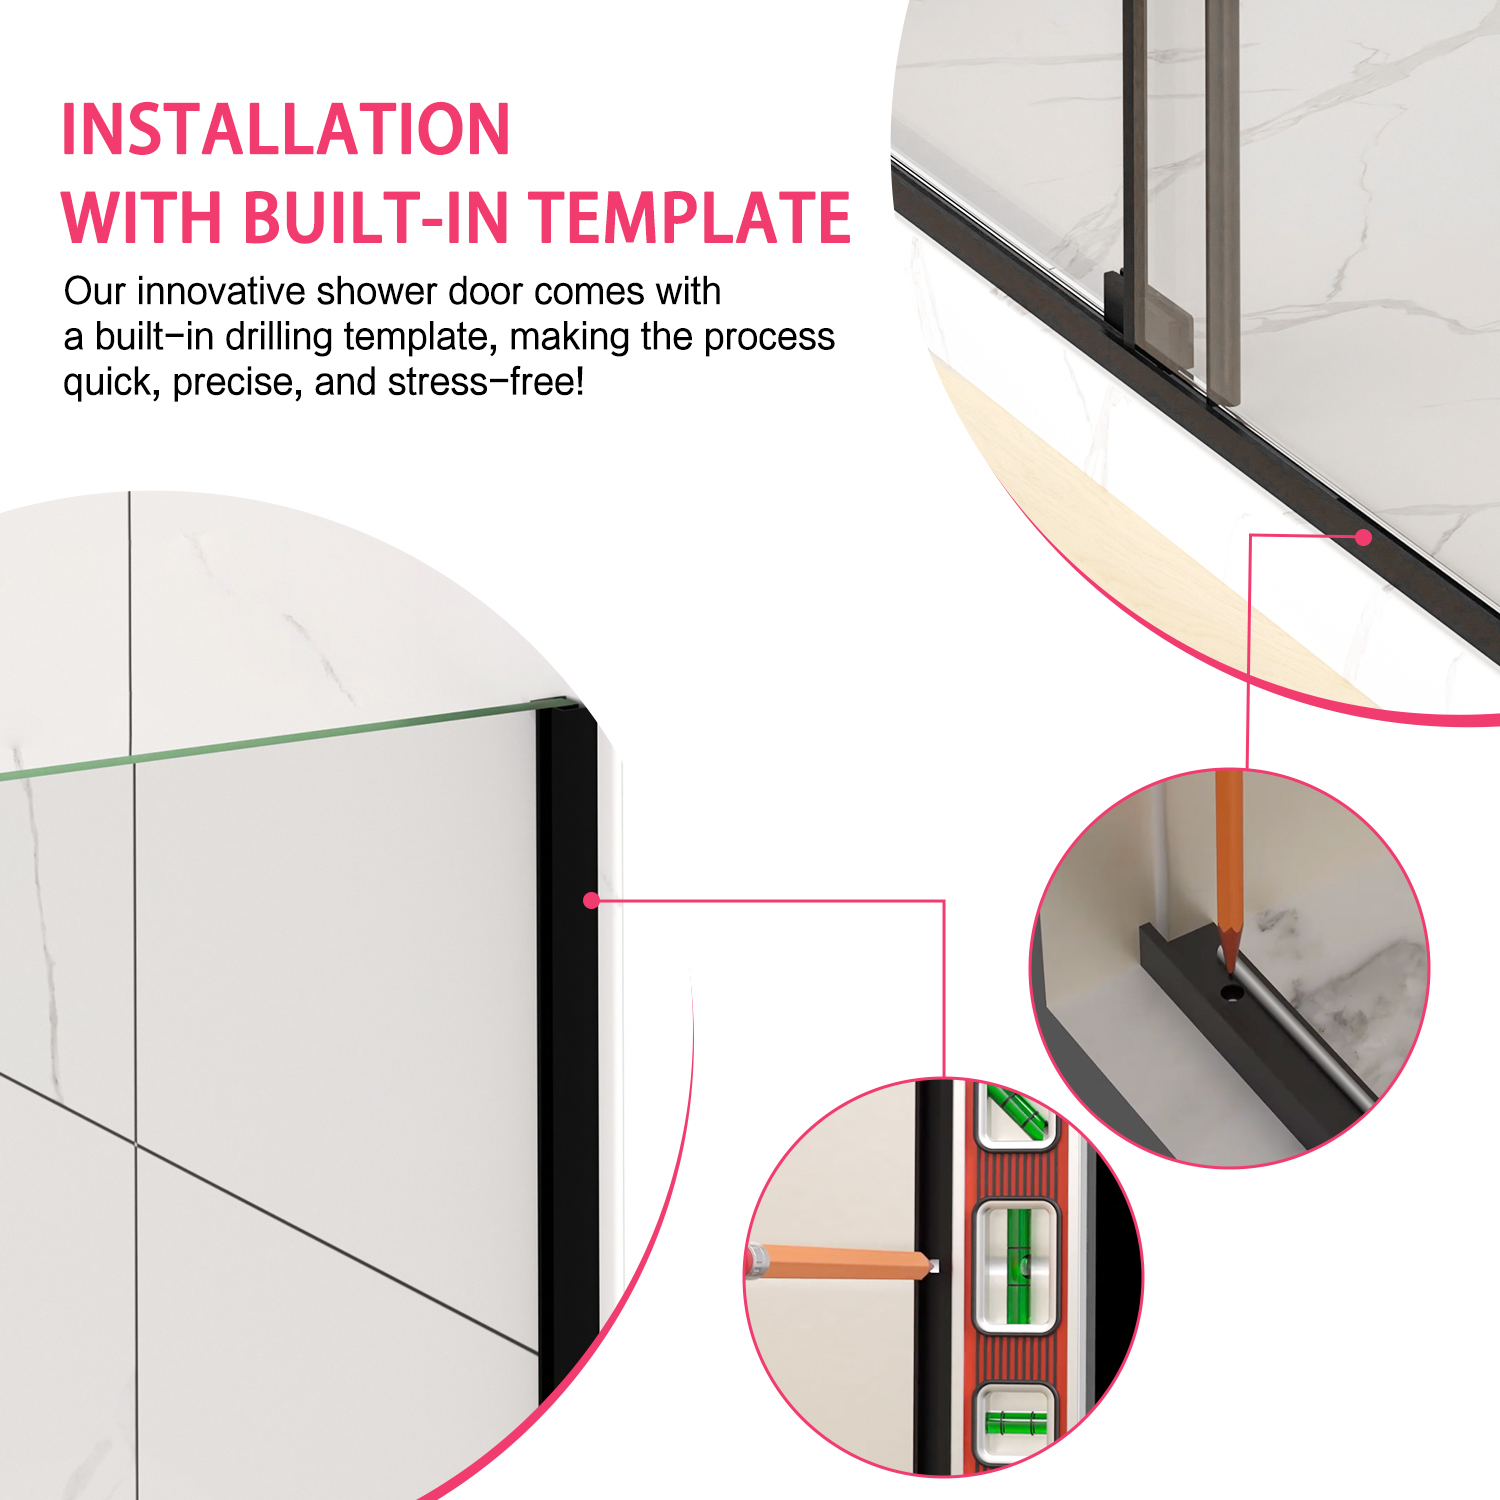 INSTALLATION
WITH BUILT-IN TEMPLATE
Our innovative shower door comes with
a built-in drilling template, making the process
quick, precise, and stress-free!